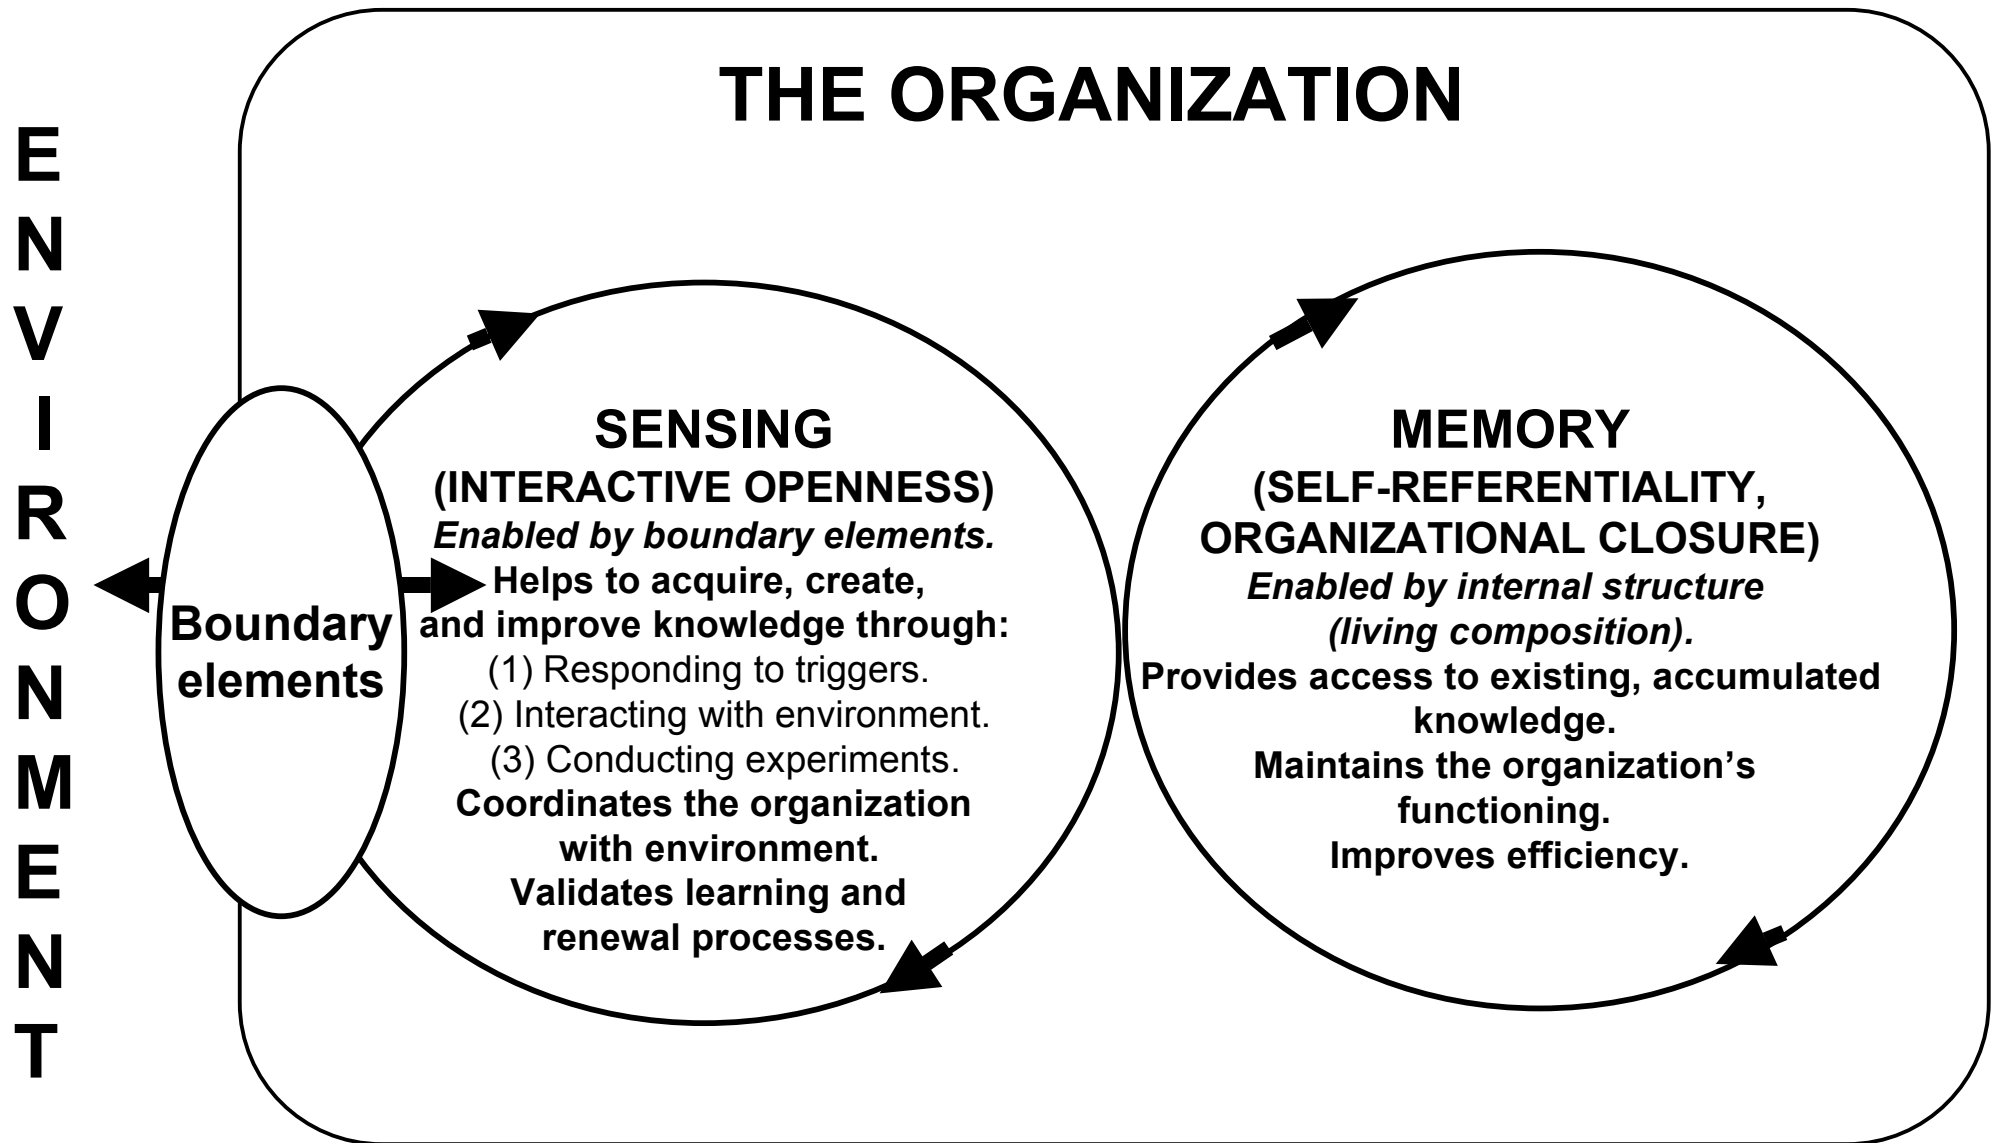 THE ORGANIZATION
ENVIRONMENT
Boundary
elements
SENSING
(INTERACTIVE OPENNESS)
Enabled by boundary elements.
Helps to acquire, create,
and improve knowledge through:
(1) Responding to triggers.
(2) Interacting with environment.
(3) Conducting experiments.
Coordinates the organization
with environment.
Validates learning and
renewal processes.
MEMORY
(SELF-REFERENTIALITY,
ORGANIZATIONAL CLOSURE)
Enabled by internal structure
(living composition).
Provides access to existing, accumulated
knowledge.
Maintains the organization’s
functioning.
Improves efficiency.